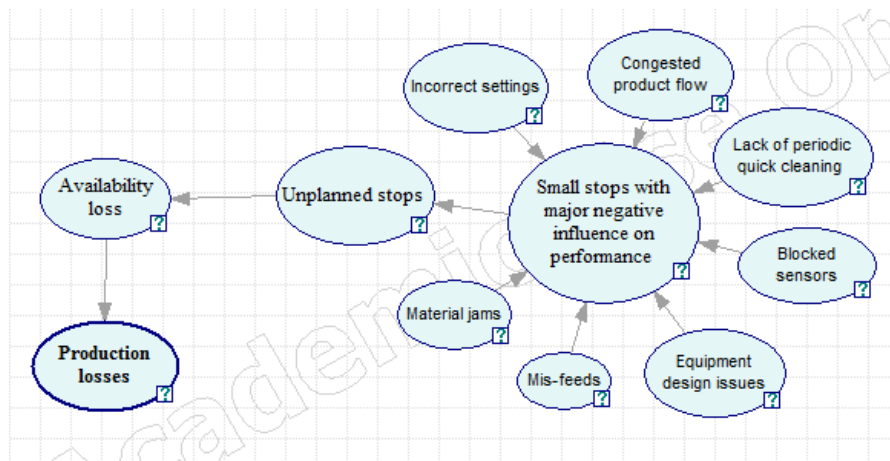 Incorrect settings
Congested
product flow
Lack of periodic
quick cleaning
Availability
loss
Unplanned stops
Small stops with
major negative
influence on
performance
Blocked
sensors
Material jams
Production
losses
Mis-feeds
Equipment
design issues
?
?
?
?
?
?
?
?
?
?
?